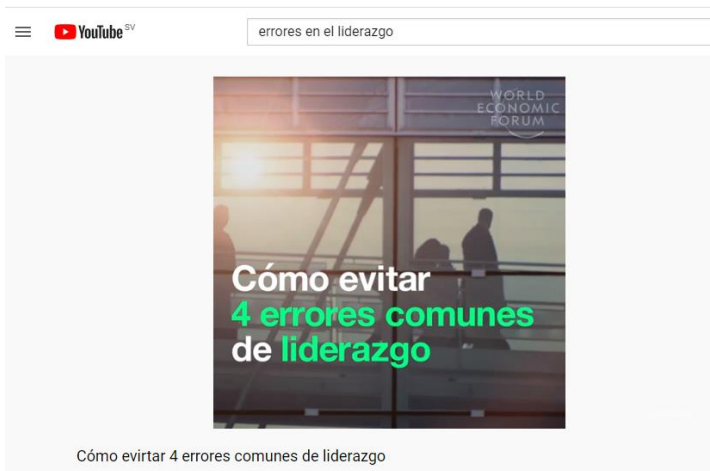 YouTube SV
errores en el liderazgo
WORLD
ECONOMIC
FORUM
Cómo evitar
4 errores comunes
de liderazgo
Cómo evirtar 4 errores comunes de liderazgo